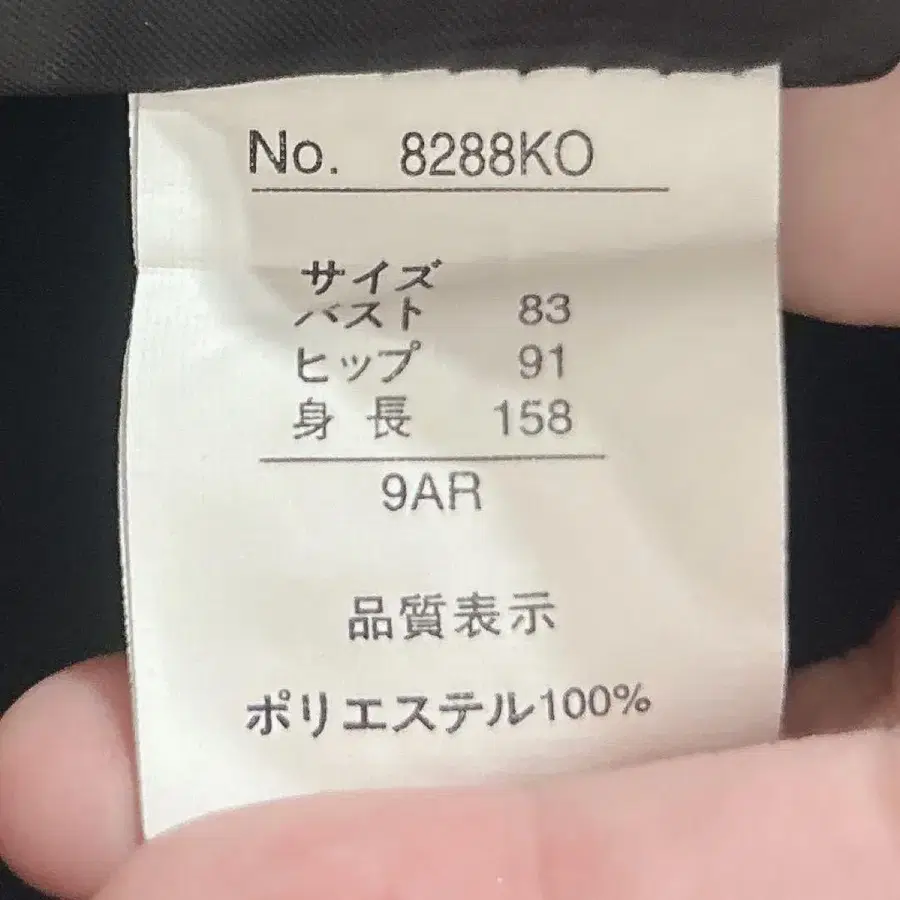 No. 8288KO
サイズ
バスト 83
ヒップ 91
身長 158
9AR
品質表示
ポリエステル100%